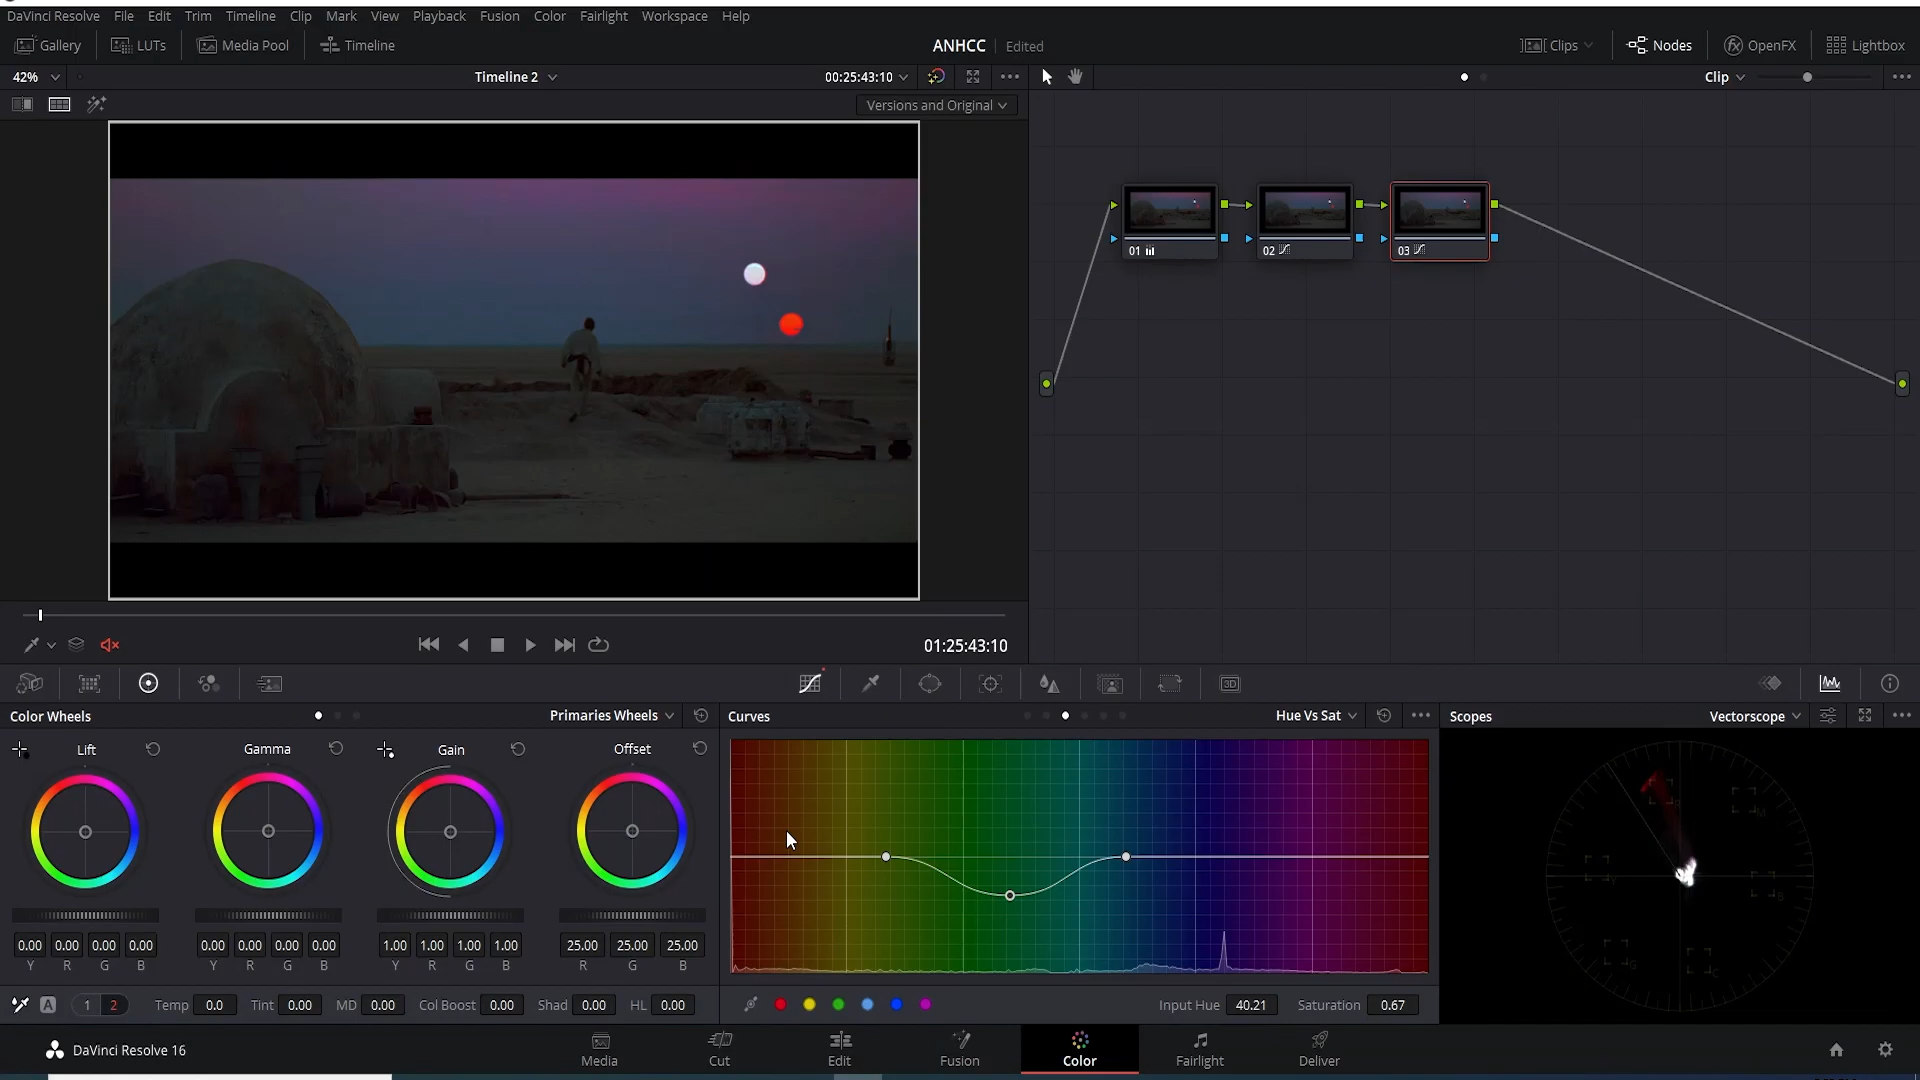 DaVinci Resolve File Edit Trim Timeline Clip Mark View Playback Fusion Color Fairlight Workspace Help
Gallery LUTs Media Pool Timeline ANHCC Edited Clips Nodes OpenFX Lightbox
42% Timeline 2 00:25:43:10 Clip
Versions and Original
01 02 03
01:25:43:10
3D
Color Wheels Primaries Wheels Curves Hue Vs Sat Scopes Vectorscope
Lift Gamma Gain Offset
0.00 0.00 0.00 0.00 0.00 0.00 0.00 0.00 1.00 1.00 1.00 1.00 25.00 25.00 25.00
Y R G B Y R G B Y R G B R G B
A 1 2 Temp 0.0 Tint 0.00 MD 0.00 Col Boost 0.00 Shad 0.00 HL 0.00 Input Hue 40.21 Saturation 0.67
DaVinci Resolve 16 Media Cut Edit Fusion Color Fairlight Deliver